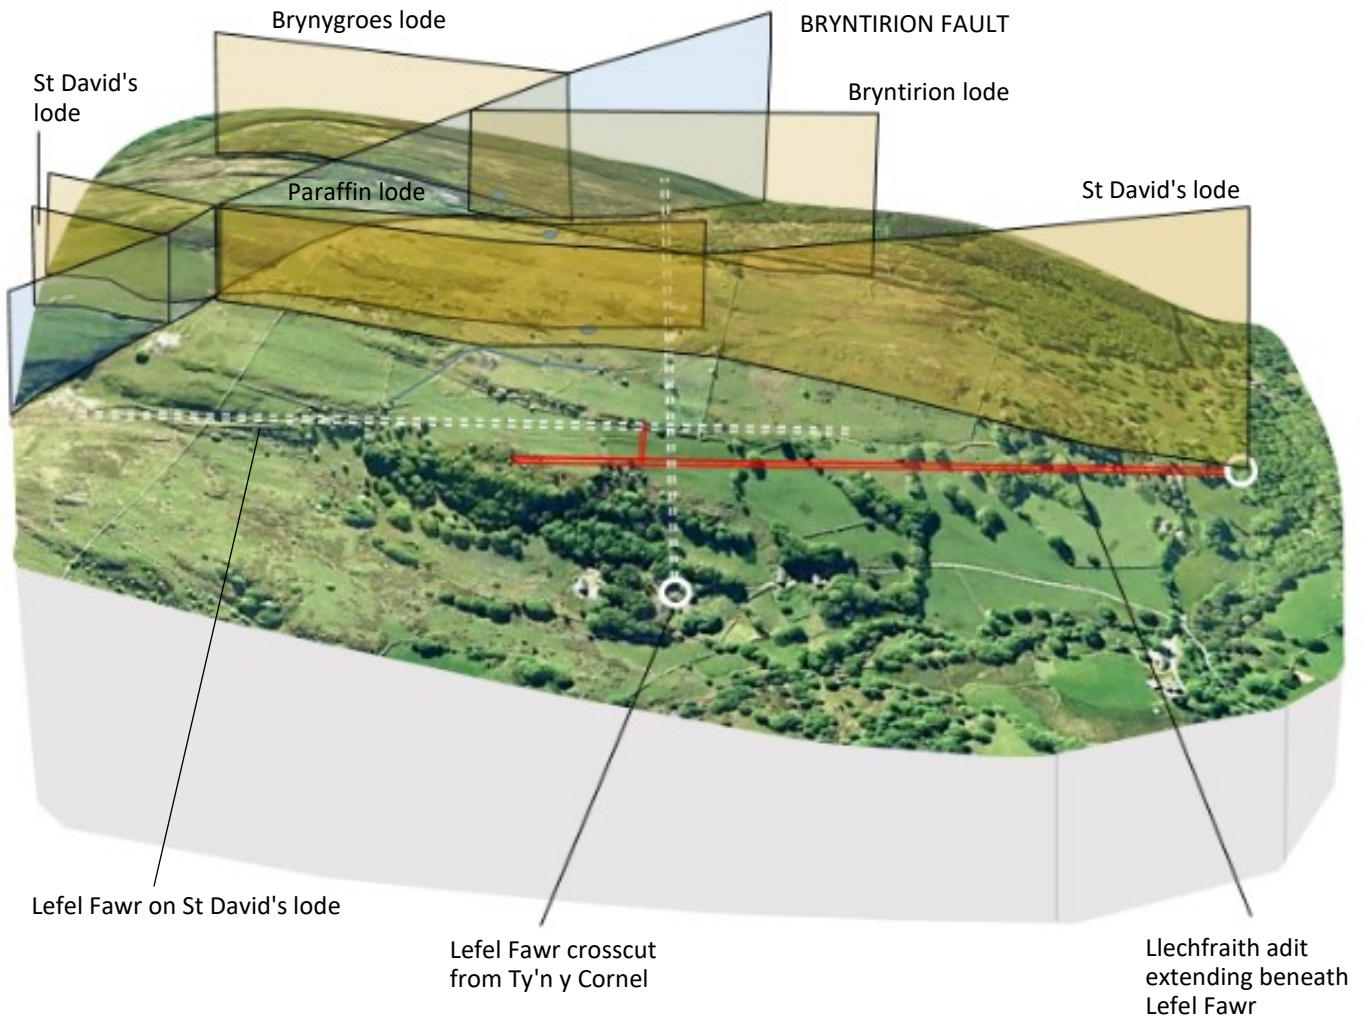 Brynygroes lode
BRYNTIRION FAULT
St David's
lode
Bryntirion lode
Paraffin lode
St David's lode
Lefel Fawr on St David's lode
Lefel Fawr crosscut
from Ty'n y Cornel
Llechfraith adit
extending beneath
Lefel Fawr